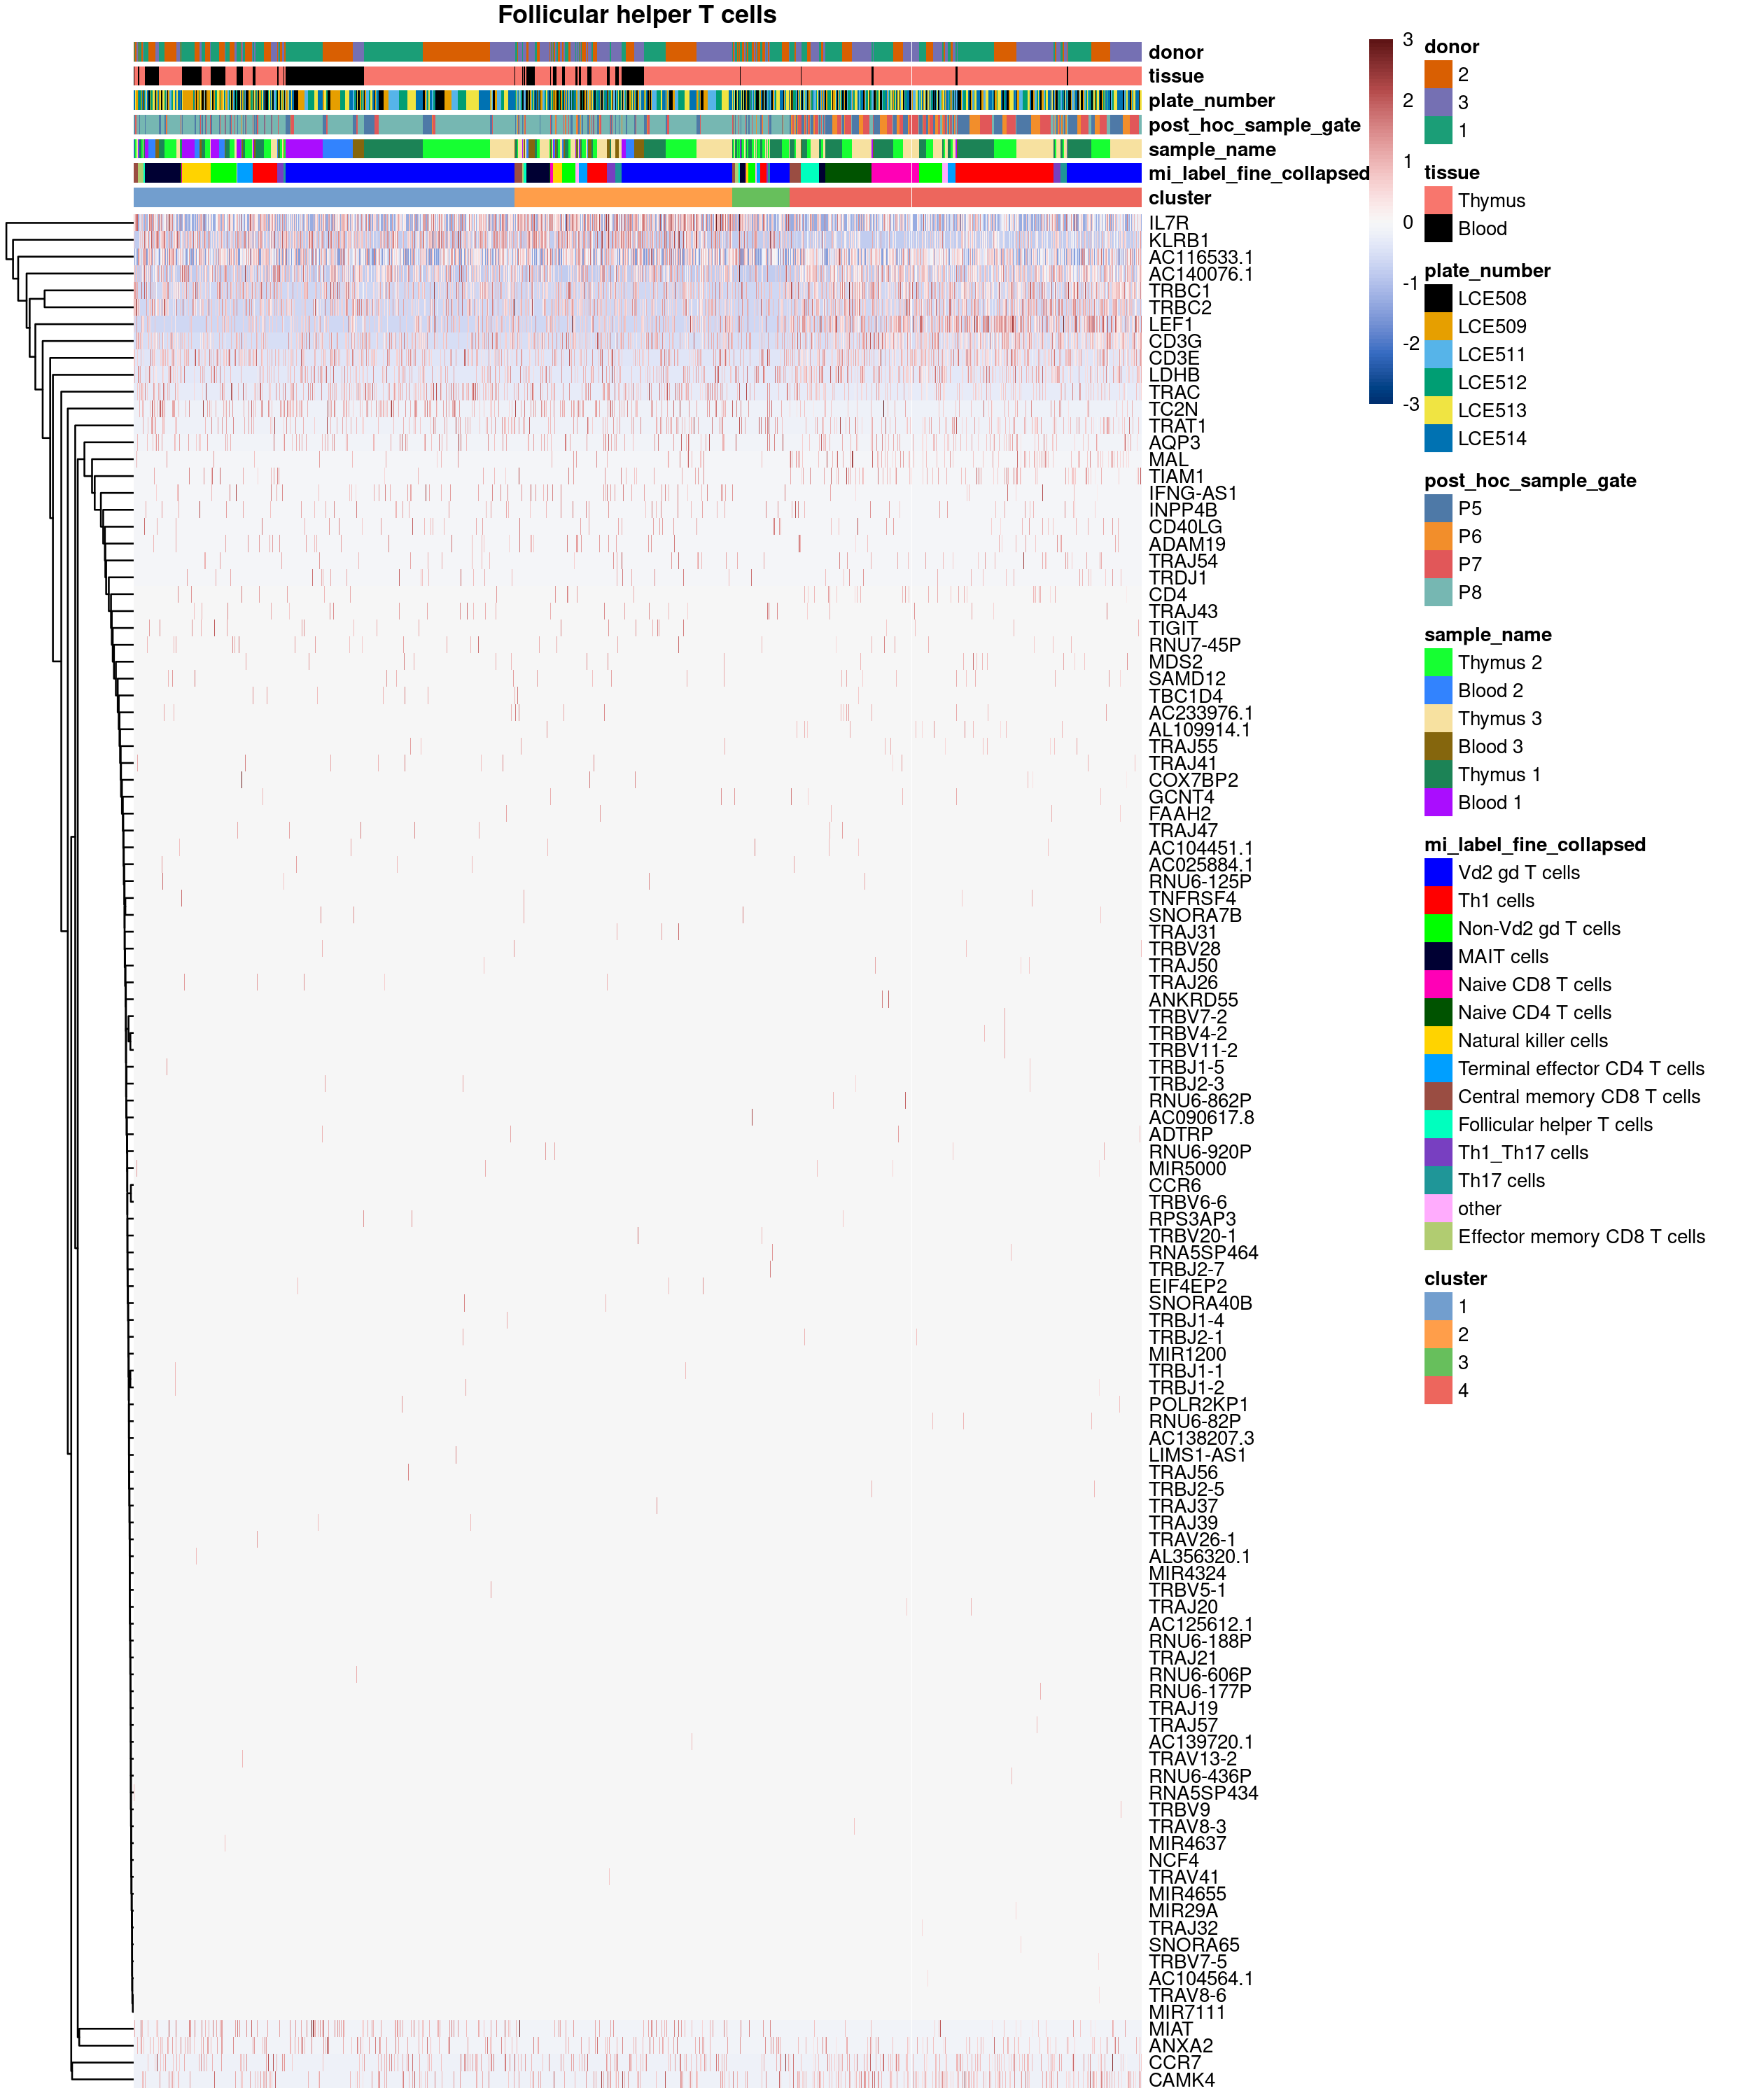 Follicular helper T cells
donor
tissue
plate_number
post_hoc_sample_gate
sample_name
mi_label_fine_collapsed
cluster
IL7R
KLRB1
AC116533.1
AC140076.1
TRBC1
TRBC2
LEF1
CD3G
CD3E
LDHB
TRAC
TC2N
TRAT1
AQP3
MAL
TIAM1
IFNG-AS1
INPP4B
CD40LG
ADAM19
TRAJ54
TRDJ1
CD4
TRAJ43
TIGIT
RNU7-45P
MDS2
SAMD12
TBC1D4
AC233976.1
AL109914.1
TRAJ55
TRAJ41
COX7BP2
GCNT4
FAAH2
TRAJ47
AC104451.1
AC025884.1
RNU6-125P
TNFRSF4
SNORA7B
TRAJ31
TRBV28
TRAJ50
TRAJ26
ANKRD55
TRBV7-2
TRBV4-2
TRBV11-2
TRBJ1-5
TRBJ2-3
RNU6-862P
AC090617.8
ADTRP
RNU6-920P
MIR5000
CCR6
TRBV6-6
RPS3AP3
TRBV20-1
RNA5SP464
TRBJ2-7
EIF4EP2
SNORA40B
TRBJ1-4
TRBJ2-1
MIR1200
TRBJ1-1
TRBJ1-2
POLR2KP1
RNU6-82P
AC138207.3
LIMS1-AS1
TRAJ56
TRBJ2-5
TRAJ37
TRAJ39
TRAV26-1
AL356320.1
MIR4324
TRBV5-1
TRAJ20
AC125612.1
RNU6-188P
TRAJ21
RNU6-606P
RNU6-177P
TRAJ19
TRAJ57
AC139720.1
TRAV13-2
RNU6-436P
RNA5SP434
TRBV9
TRAV8-3
MIR4637
NCF4
TRAV41
MIR4655
MIR29A
TRAJ32
SNORA65
TRBV7-5
AC104564.1
TRAV8-6
MIR7111
MIAT
ANXA2
CCR7
CAMK4
3
2
1
0
-1
-2
-3
donor
2
3
1
tissue
Thymus
Blood
plate_number
LCE508
LCE509
LCE511
LCE512
LCE513
LCE514
post_hoc_sample_gate
P5
P6
P7
P8
sample_name
Thymus 2
Blood 2
Thymus 3
Blood 3
Thymus 1
Blood 1
mi_label_fine_collapsed
Vd2 gd T cells
Th1 cells
Non-Vd2 gd T cells
MAIT cells
Naive CD8 T cells
Naive CD4 T cells
Natural killer cells
Terminal effector CD4 T cells
Central memory CD8 T cells
Follicular helper T cells
Th1_Th17 cells
Th17 cells
other
Effector memory CD8 T cells
cluster
1
2
3
4